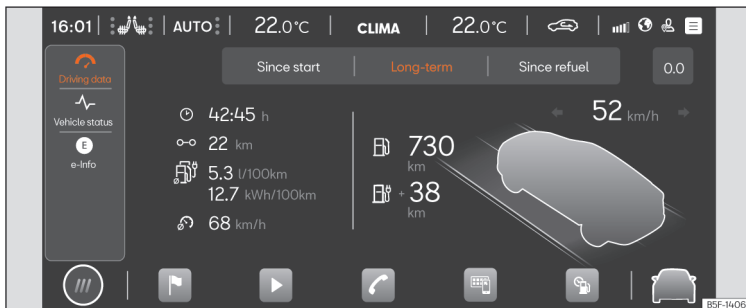 16:01 AUTO 22.0°C CLIMA 22.0°C
Driving data
Vehicle status
E
e-Info
Since start Long-term Since refuel 0.0
42:45 h
22 km
5.3 l/100km
12.7 kWh/100km
68 km/h
730
km
+ 38
km
52 km/h
B5F-1406